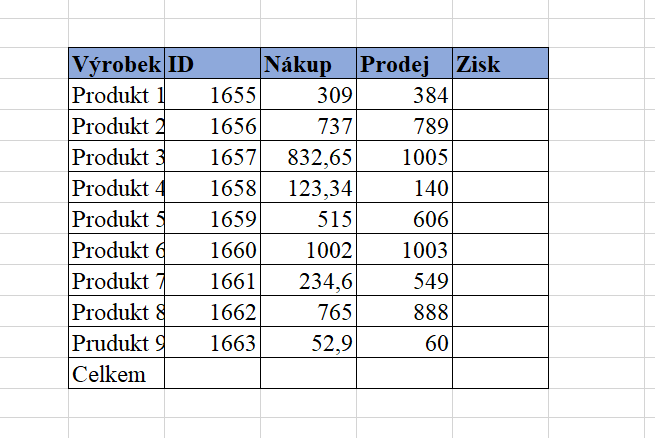 Výrobek ID Nákup Prodej Zisk
Produkt 1 1655 309 384
Produkt 2 1656 737 789
Produkt 3 1657 832,65 1005
Produkt 4 1658 123,34 140
Produkt 5 1659 515 606
Produkt 6 1660 1002 1003
Produkt 7 1661 234,6 549
Produkt 8 1662 765 888
Prudukt 9 1663 52,9 60
Celkem